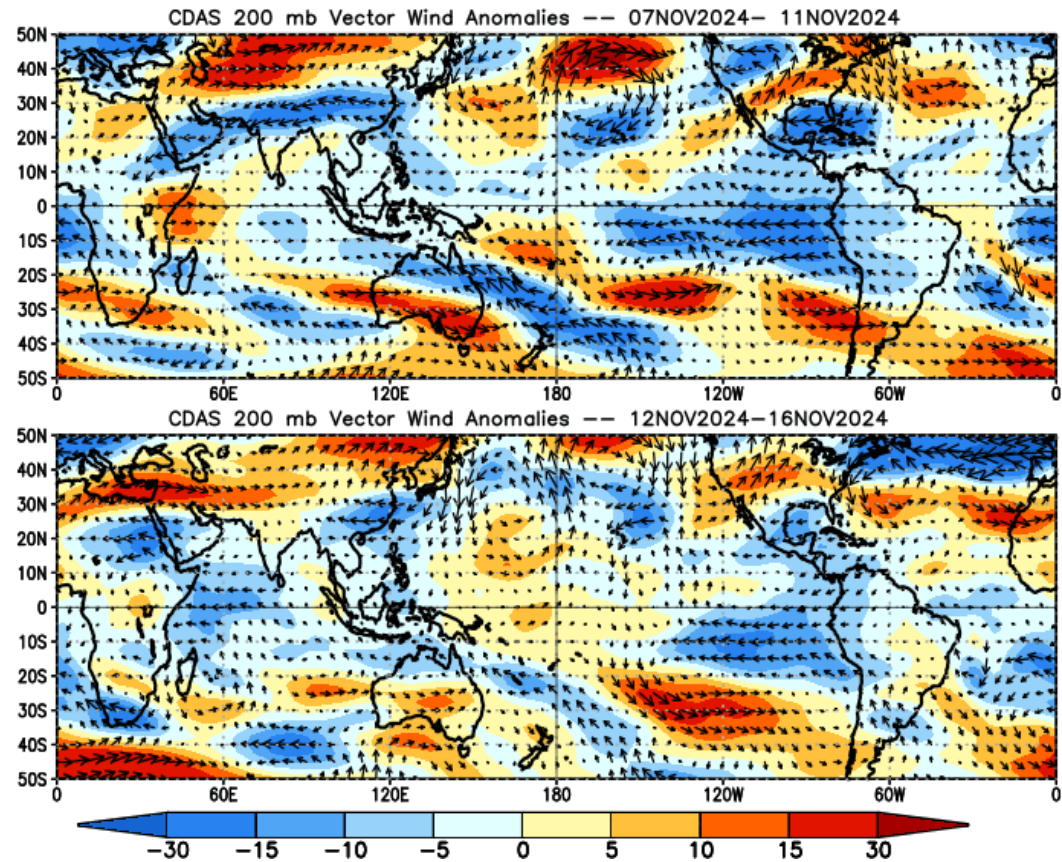 CDAS 200 mb Vector Wind Anomalies -- 07NOV2024- 11NOV2024
50N
40N
30N
20N
10N
0
10S
20S
30S
40S
50S
0 60E 120E 180 120W 60W 0
CDAS 200 mb Vector Wind Anomalies -- 12NOV2024-16NOV2024
50N
40N
30N
20N
10N
0
10S
20S
30S
40S
50S
0 60E 120E 180 120W 60W 0
-30 -15 -10 -5 0 5 10 15 30